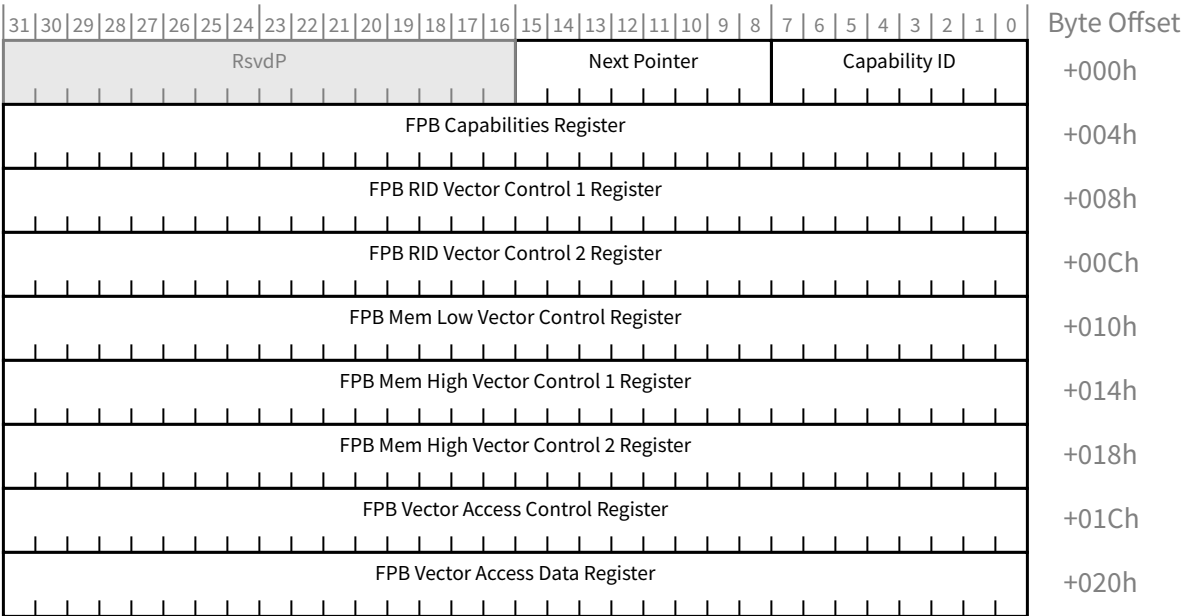 31 30 29 28 27 26 25 24 23 22 21 20 19 18 17 16 15 14 13 12 11 10 9 8 7 6 5 4 3 2 1 0 Byte Offset
RsvdP Next Pointer Capability ID +000h
FPB Capabilities Register +004h
FPB RID Vector Control 1 Register +008h
FPB RID Vector Control 2 Register +00Ch
FPB Mem Low Vector Control Register +010h
FPB Mem High Vector Control 1 Register +014h
FPB Mem High Vector Control 2 Register +018h
FPB Vector Access Control Register +01Ch
FPB Vector Access Data Register +020h